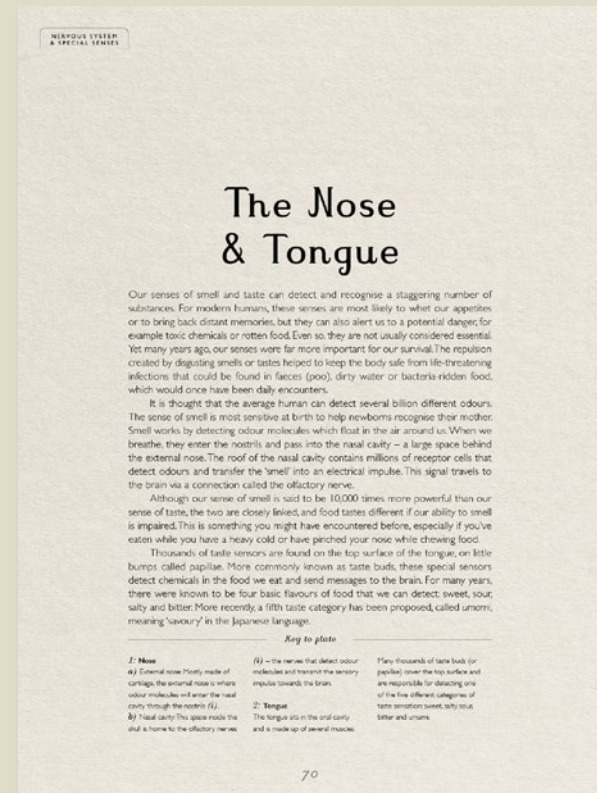 NERVOUS SYSTEM
& SPECIAL SENSES
The Nose
& Tongue
Our senses of smell and taste can detect and recognise a staggering number of
substances. For modern humans, these senses are most likely to whet our appetites
or to bring back distant memories, but they can also alert us to a potential danger, for
example toxic chemicals or rotten food. Even so, they are not usually considered essential.
Yet many years ago, our senses were far more important for our survival. The repulsion
created by disgusting smells or tastes helped to keep the body safe from life-threatening
infections that could be found in faeces (poo), dirty water or bacteria-ridden food,
which would once have been daily encounters.
It is thought that the average human can detect several billion different odours.
The sense of smell is most sensitive at birth to help newborns recognise their mother.
Smell works by detecting odour molecules which float in the air around us. When we
breathe, they enter the nostrils and pass into the nasal cavity – a large space behind
the external nose. The roof of the nasal cavity contains millions of receptor cells that
detect odours and transfer the 'smell' into an electrical impulse. This signal travels to
the brain via a connection called the olfactory nerve.
Although our sense of smell is said to be 10,000 times more powerful than our
sense of taste, the two are closely linked, and food tastes different if our ability to smell
is impaired. This is something you might have encountered before, especially if you've
eaten while you have a heavy cold or have pinched your nose while chewing food.
Thousands of taste sensors are found on the top surface of the tongue, on little
bumps called papillae. More commonly known as taste buds, these special sensors
detect chemicals in the food we eat and send messages to the brain. For many years,
there were known to be four basic flavours of food that we can detect: sweet, sour,
salty and bitter. More recently, a fifth taste category has been proposed, called umami,
meaning 'savoury' in the Japanese language.
Key to plate
1: Nose
a) External nose Mostly made of
cartilage, the external nose is where
odour molecules will enter the nasal
cavity through the nostrils (i).
b) Nasal cavity This space inside the
skull is home to the olfactory nerves
(ii) – the nerves that detect odour
molecules and transmit the sensory
impulse towards the brain.
2: Tongue
The tongue sits in the oral cavity
and is made up of several muscles.
Many thousands of taste buds (or
papillae) cover the top surface and
are responsible for detecting one
of the five different categories of
taste sensation: sweet, salty, sour,
bitter and umami.
70